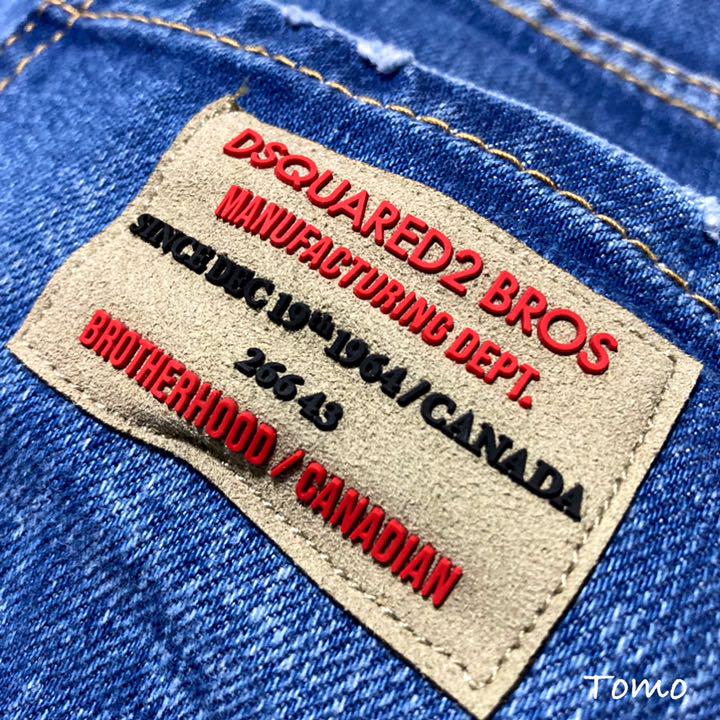 DSQUARED2 BROS
MANUFACTURING DEPT.
SINCE DEC 19th 1964/CANADA
266 43
BROTHERHOOD / CANADIAN
Tomo